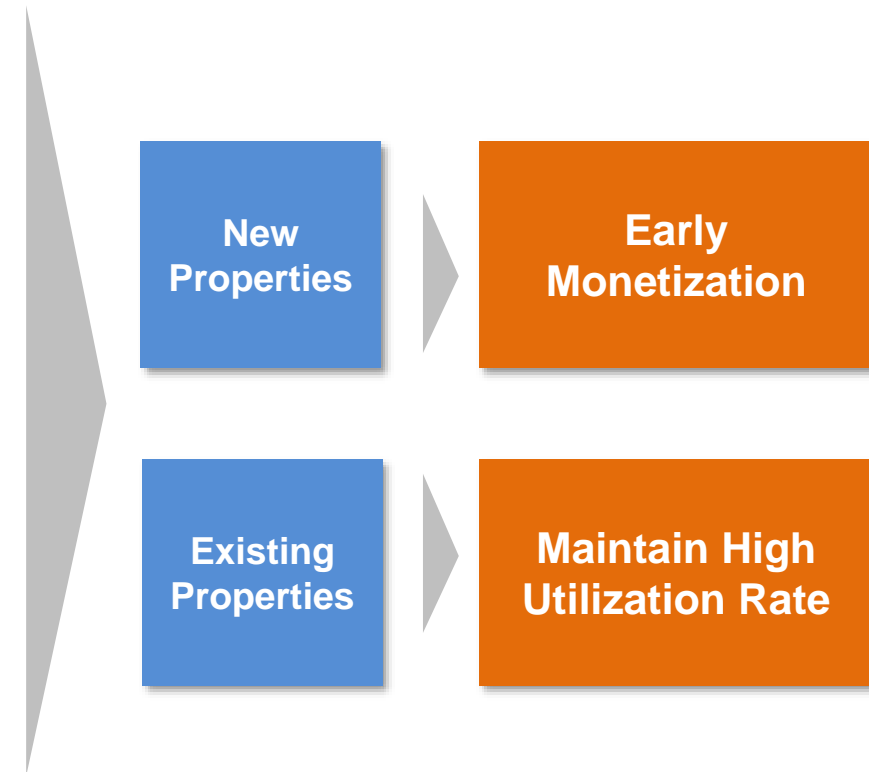 New
Properties
Early
Monetization
Existing
Properties
Maintain High
Utilization Rate